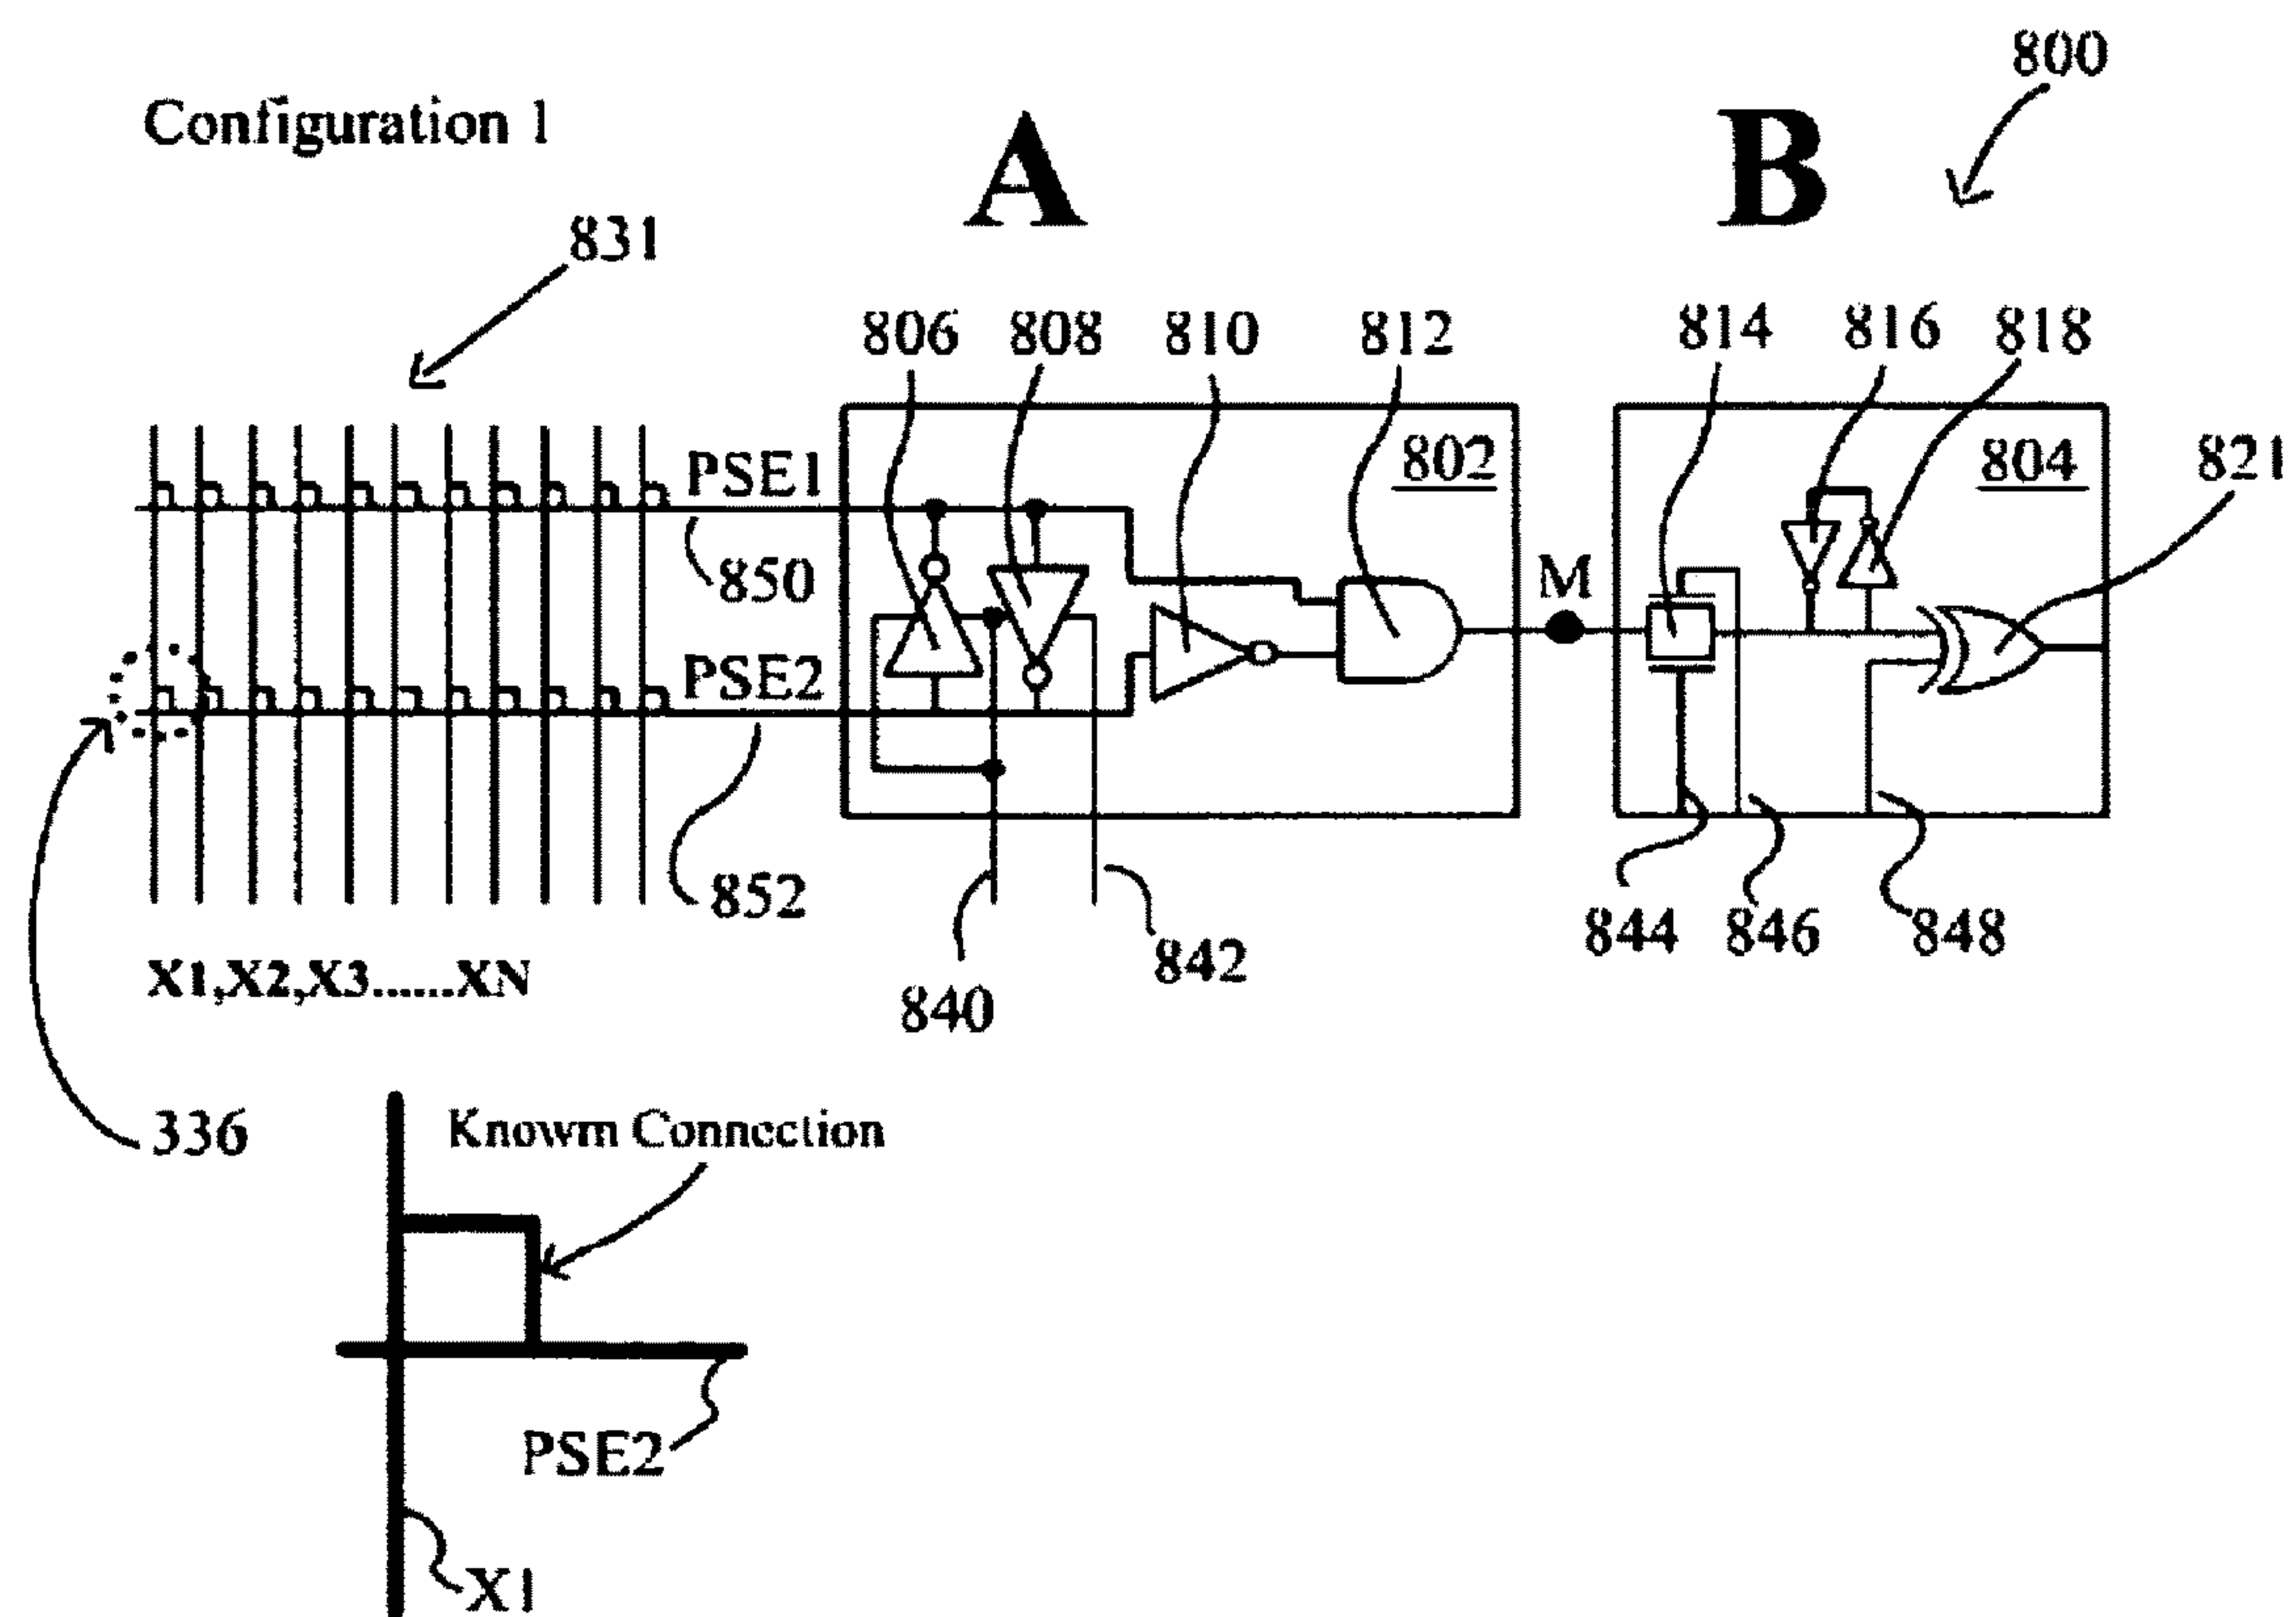 800
Configuration 1
A
B
831
806
808
810
812
814
816
818
PSE1
802
804
821
850
M
PSE2
852
840
842
844
846
848
X1,X2,X3......XN
336
Knowm Connection
PSE2
X1